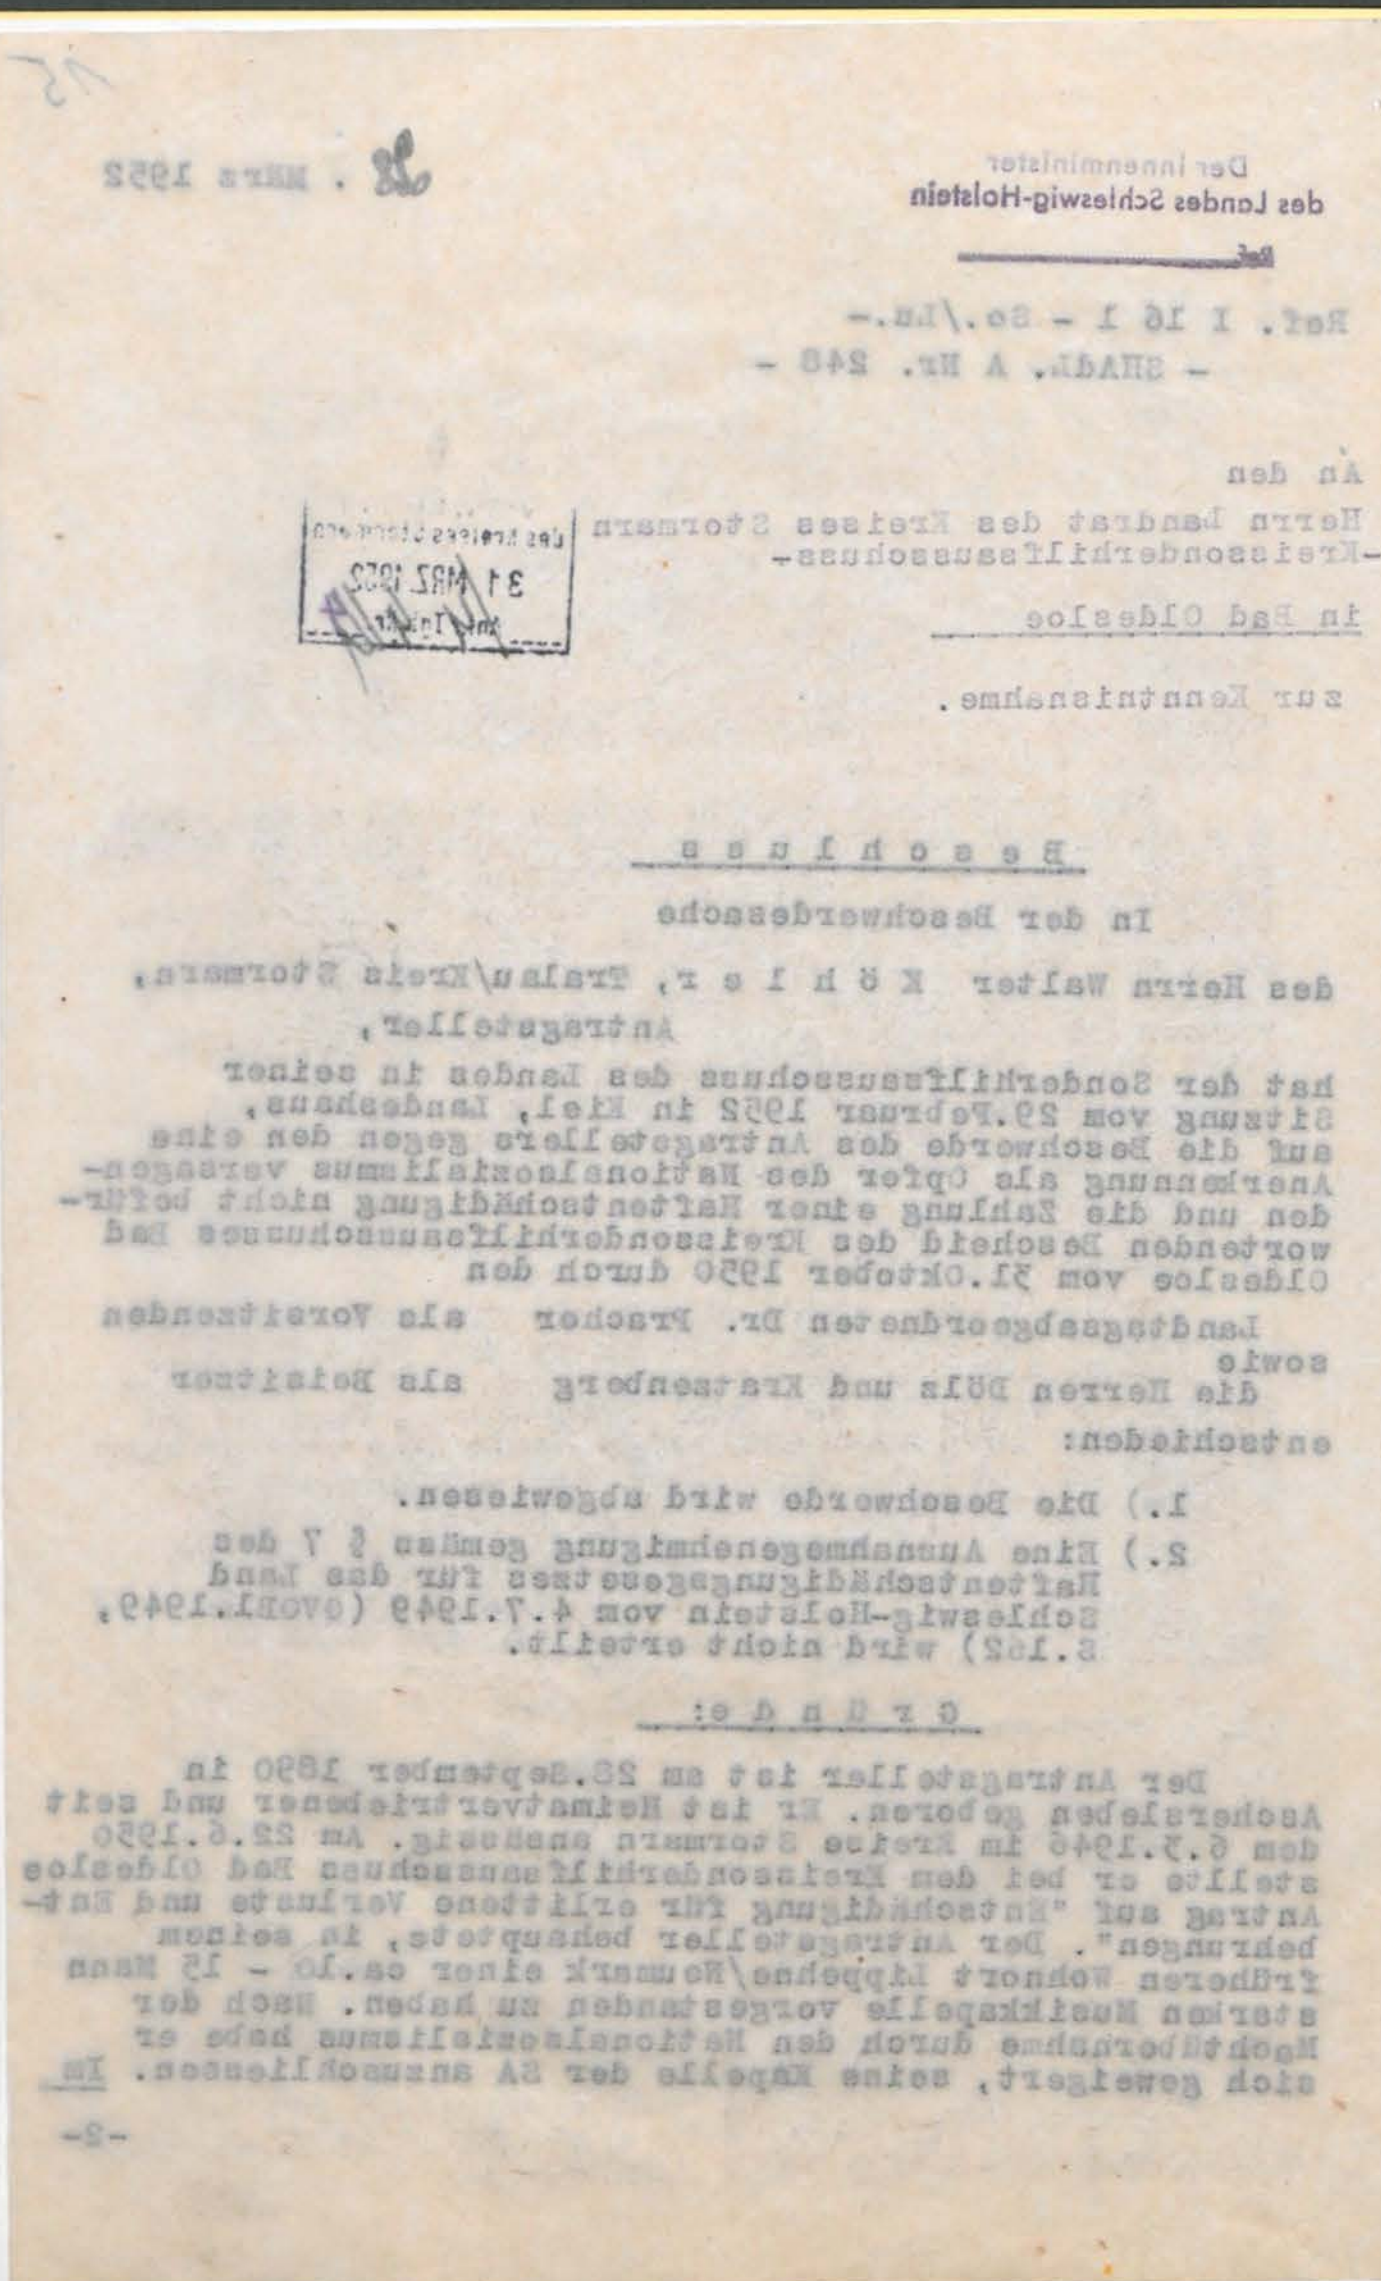 15
Der Innenminister
des Landes Schleswig-Holstein
Ref.
28. März 1952
Ref. I 16 1 - So./Lu.-
- SHAdL. A Nr. 248 -
An den
Herrn Landrat des Kreises Stormarn
-Kreissonderhilfsausschuss-
in Bad Oldesloe
des Kreises Stormarn
31 MRZ 1952
zur Kenntnisnahme.
B e s c h l u s s
In der Beschwerdesache
des Herrn Walter K ö h l e r, Tralau/Kreis Stormarn,
Antragsteller,
hat der Sonderhilfsausschuss des Landes in seiner
Sitzung vom 29.Februar 1952 in Kiel, Landeshaus,
auf die Beschwerde des Antragstellers gegen den eine
Anerkennung als Opfer des Nationalsozialismus versagen-
den und die Zahlung einer Haftentschädigung nicht befür-
wortenden Bescheid des Kreissonderhilfsausschusses Bad
Oldesloe vom 31.Oktober 1950 durch den
Landtagsabgeordneten Dr. Pracher als Vorsitzenden
sowie
die Herren Dölz und Kratzenberg als Beisitzer
entschieden:
1.) Die Beschwerde wird abgewiesen.
2.) Eine Ausnahmegenehmigung gemäss § 7 des
Haftentschädigungsgesetzes für das Land
Schleswig-Holstein vom 4.7.1949 (GVOBl.1949,
S.162) wird nicht erteilt.
G r ü n d e:
Der Antragsteller ist am 28.September 1890 in
Aschersleben geboren. Er ist Heimatvertriebener und seit
dem 6.3.1946 im Kreise Stormarn ansässig. Am 22.6.1950
stellte er bei dem Kreissonderhilfsausschuss Bad Oldesloe
Antrag auf "Entschädigung für erlittene Verluste und Ent-
behrungen". Der Antragsteller behauptete, in seinem
früheren Wohnort Lippehne/Neumark einer ca.10 - 15 Mann
starken Musikkapelle vorgestanden zu haben. Nach der
Machtübernahme durch den Nationalsozialismus habe er
sich geweigert, seine Kapelle der SA anzuschliessen. Im
-2-